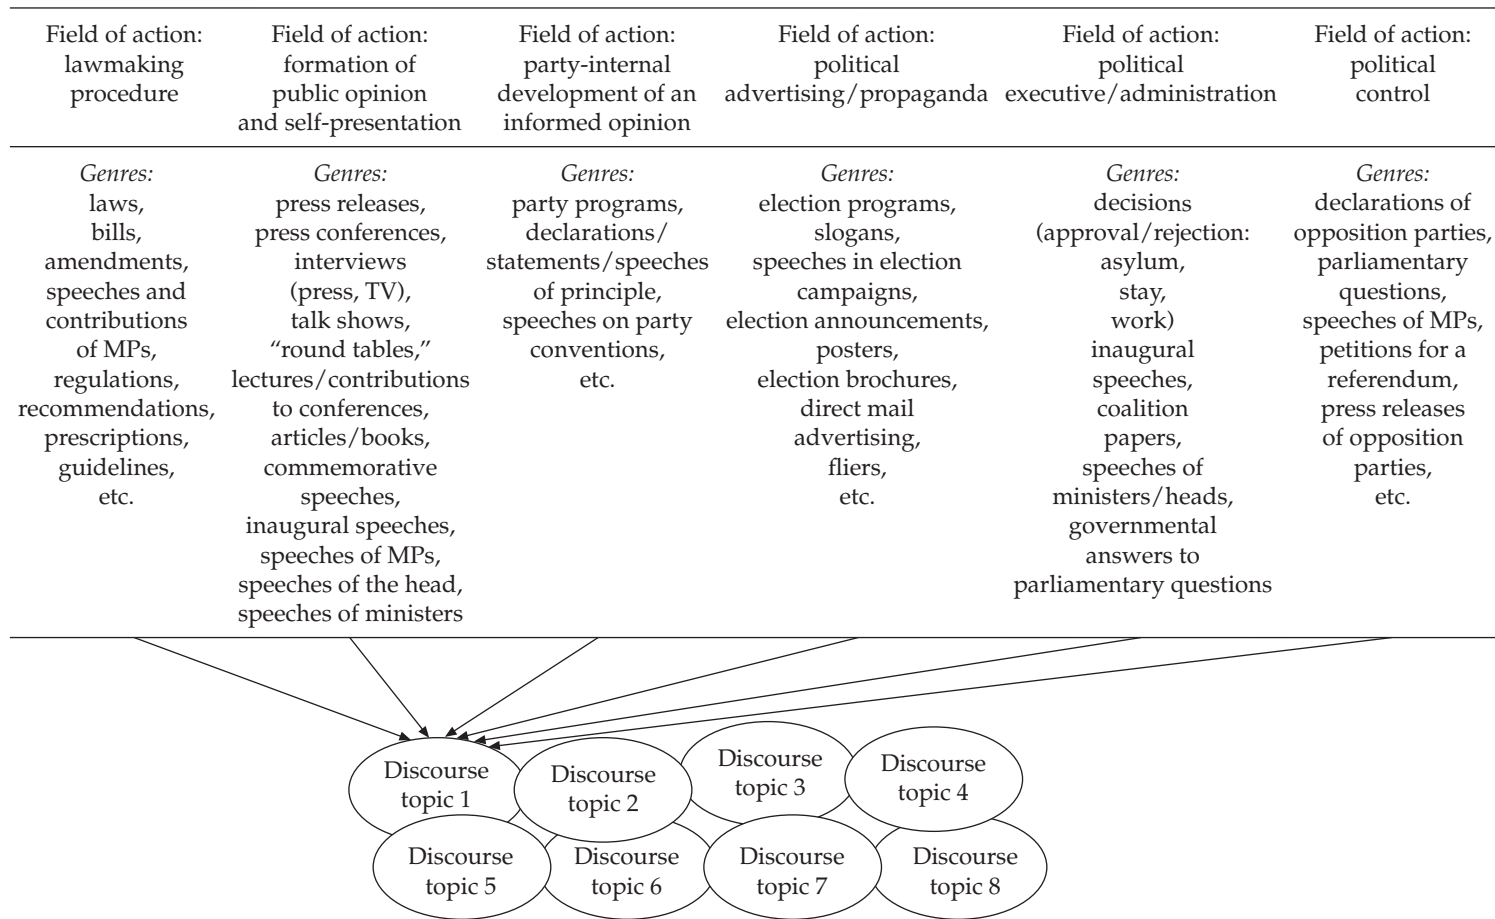 Field of action:
lawmaking
procedure
Field of action:
formation of
public opinion
and self-presentation
Field of action:
party-internal
development of an
informed opinion
Field of action:
political
advertising/propaganda
Field of action:
political
executive/administration
Field of action:
political
control
Genres:
laws,
bills,
amendments,
speeches and
contributions
of MPs,
regulations,
recommendations,
prescriptions,
guidelines,
etc.
Genres:
press releases,
press conferences,
interviews
(press, TV),
talk shows,
“round tables,”
lectures/contributions
to conferences,
articles/books,
commemorative
speeches,
inaugural speeches,
speeches of MPs,
speeches of the head,
speeches of ministers
Genres:
party programs,
declarations/
statements/speeches
of principle,
speeches on party
conventions,
etc.
Genres:
election programs,
slogans,
speeches in election
campaigns,
election announcements,
posters,
election brochures,
direct mail
advertising,
fliers,
etc.
Genres:
decisions
(approval/rejection:
asylum,
stay,
work)
inaugural
speeches,
coalition
papers,
speeches of
ministers/heads,
governmental
answers to
parliamentary questions
Genres:
declarations of
opposition parties,
parliamentary
questions,
speeches of MPs,
petitions for a
referendum,
press releases
of opposition
parties,
etc.
Discourse
topic 1
Discourse
topic 2
Discourse
topic 3
Discourse
topic 4
Discourse
topic 5
Discourse
topic 6
Discourse
topic 7
Discourse
topic 8